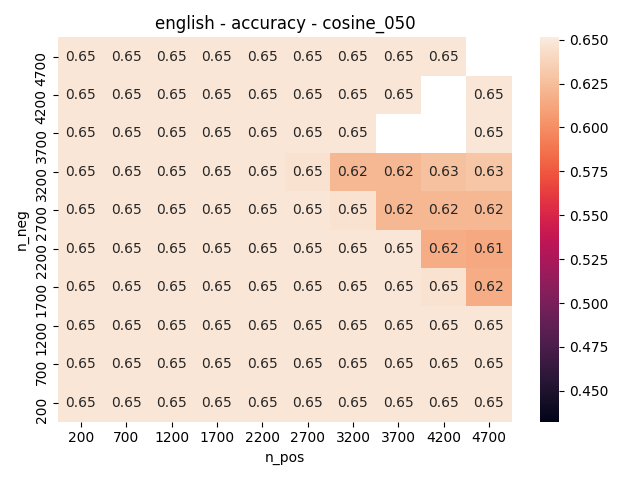 english - accuracy - cosine_050
n_neg
4700 0.65 0.65 0.65 0.65 0.65 0.65 0.65 0.65 0.65
4200 0.65 0.65 0.65 0.65 0.65 0.65 0.65 0.65 0.65
3700 0.65 0.65 0.65 0.65 0.65 0.65 0.65 0.65
3200 0.65 0.65 0.65 0.65 0.65 0.65 0.62 0.62 0.63 0.63
2700 0.65 0.65 0.65 0.65 0.65 0.65 0.65 0.62 0.62 0.62
2200 0.65 0.65 0.65 0.65 0.65 0.65 0.65 0.65 0.62 0.61
1700 0.65 0.65 0.65 0.65 0.65 0.65 0.65 0.65 0.65 0.62
1200 0.65 0.65 0.65 0.65 0.65 0.65 0.65 0.65 0.65 0.65
700 0.65 0.65 0.65 0.65 0.65 0.65 0.65 0.65 0.65 0.65
200 0.65 0.65 0.65 0.65 0.65 0.65 0.65 0.65 0.65 0.65
200 700 1200 1700 2200 2700 3200 3700 4200 4700
n_pos
0.650
0.625
0.600
0.575
0.550
0.525
0.500
0.475
0.450